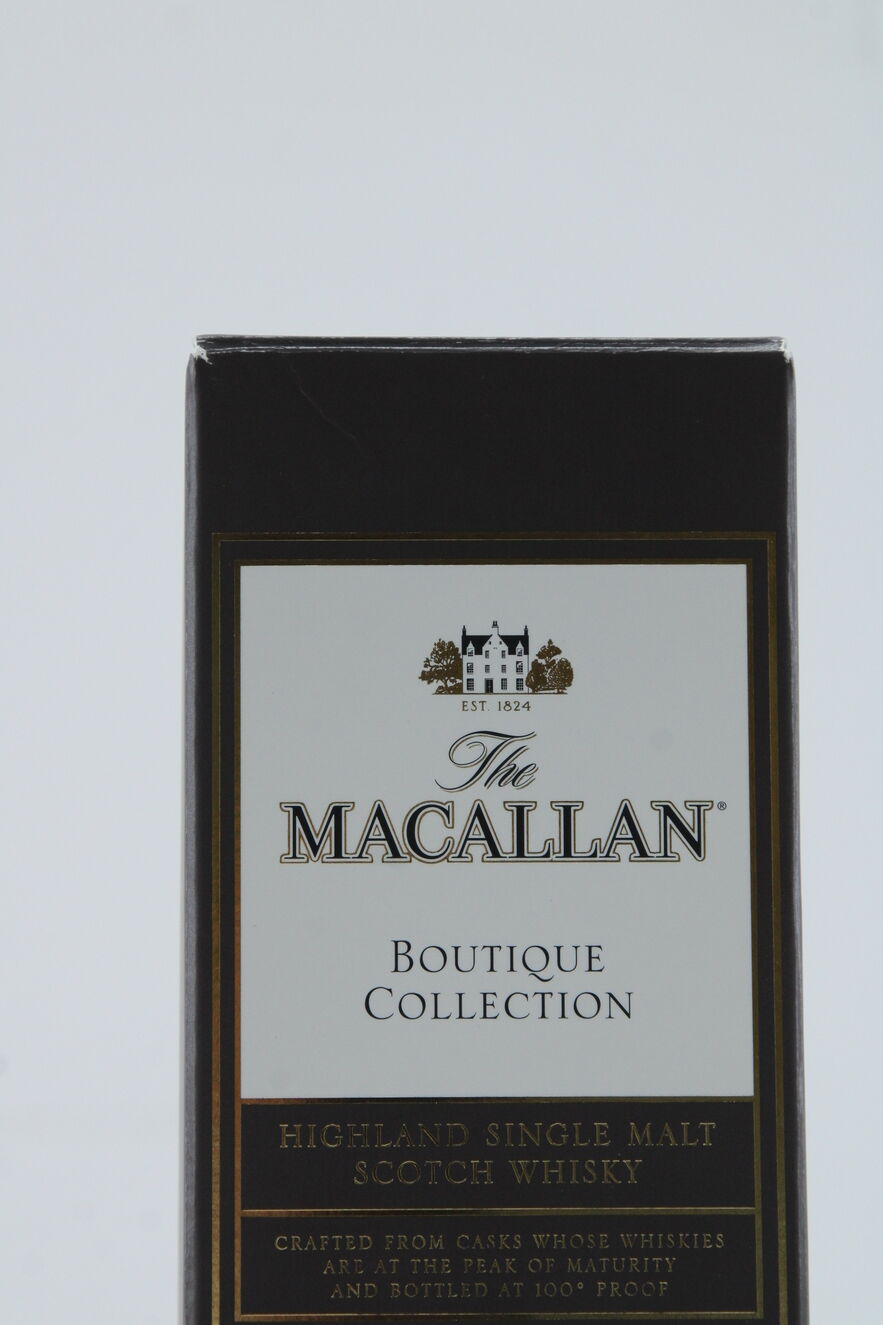 EST. 1824
The
MACALLAN®
BOUTIQUE
COLLECTION
HIGHLAND SINGLE MALT
SCOTCH WHISKY
CRAFTED FROM CASKS WHOSE WHISKIES
ARE AT THE PEAK OF MATURITY
AND BOTTLED AT 100° PROOF